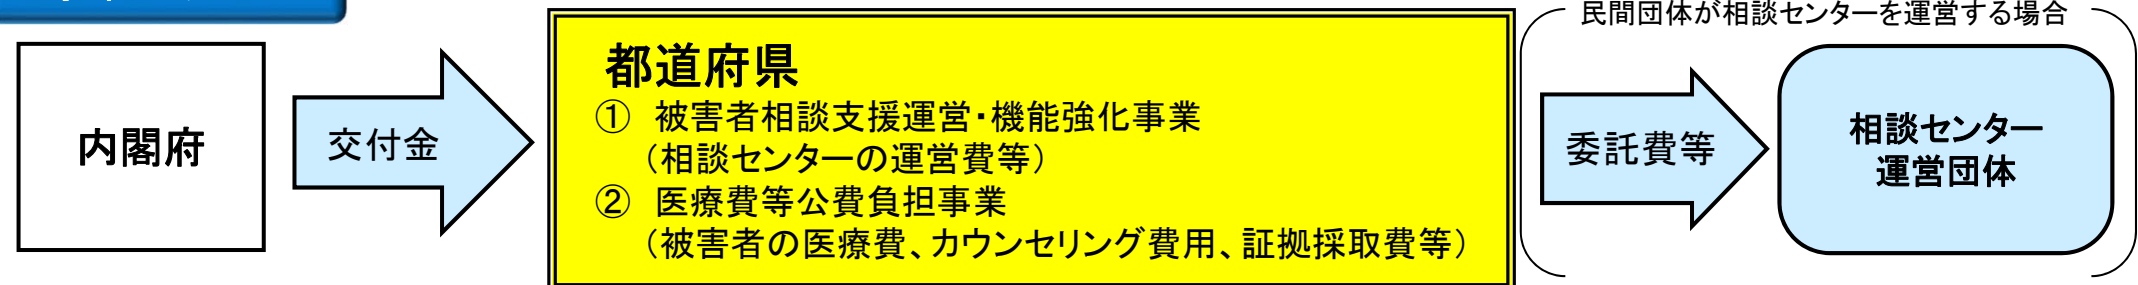 内閣府
交付金
都道府県
① 被害者相談支援運営・機能強化事業
（相談センターの運営費等）
② 医療費等公費負担事業
（被害者の医療費、カウンセリング費用、証拠採取費等）
民間団体が相談センターを運営する場合
委託費等
相談センター
運営団体